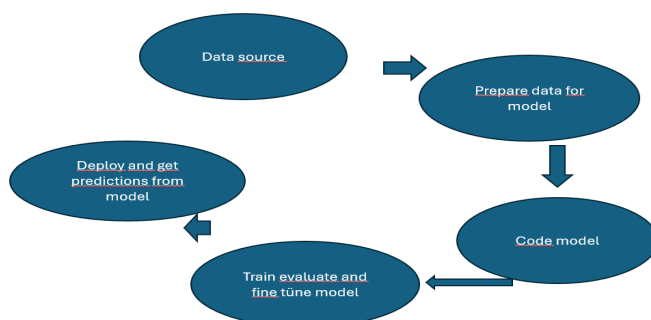 Data source
Prepare data for
model
Code model
Train evaluate and
fine tüne model
Deploy and get
predictions from
model